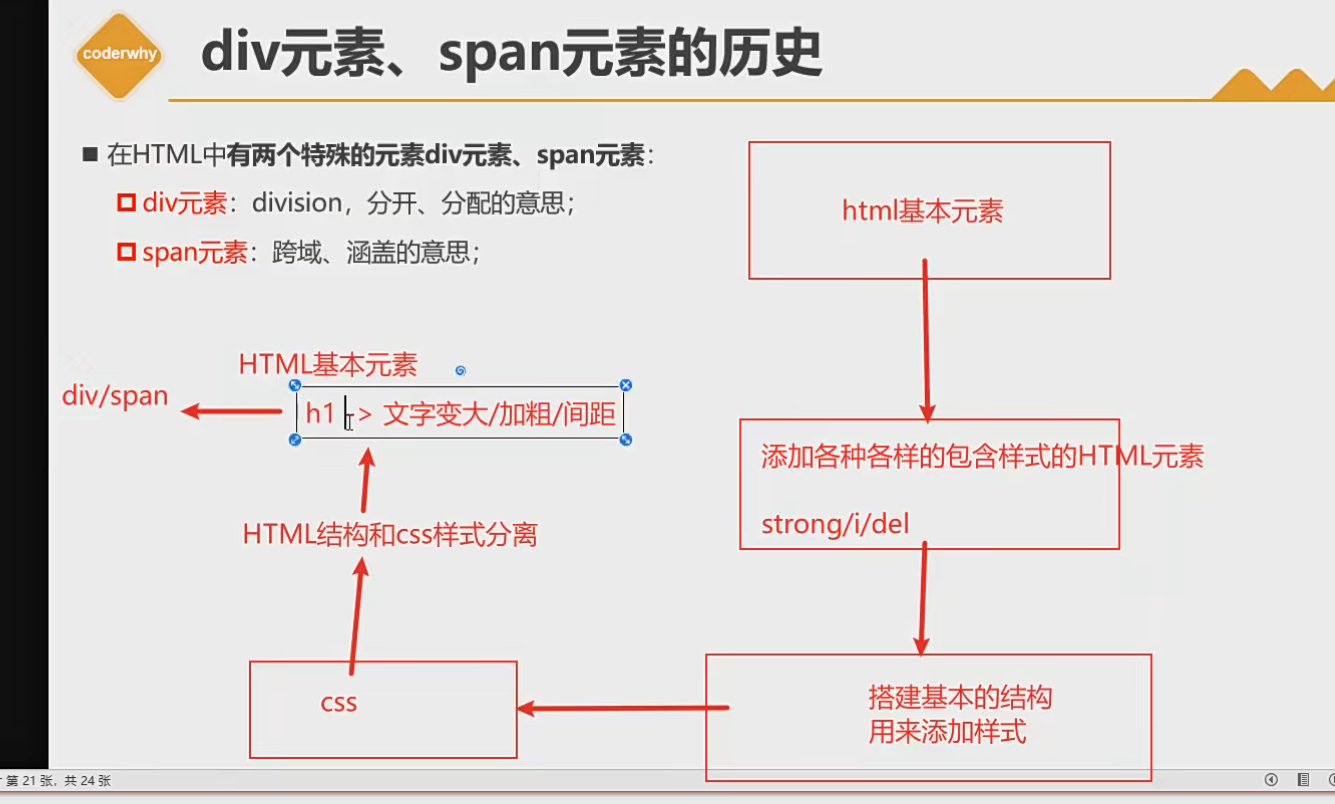 coderwhy
div元素、span元素的历史
在HTML中有两个特殊的元素div元素、span元素：
div元素：division，分开、分配的意思；
span元素：跨域、涵盖的意思；
html基本元素
添加各种各样的包含样式的HTML元素
strong/i/del
搭建基本的结构
用来添加样式
css
HTML结构和css样式分离
HTML基本元素
h1 -> 文字变大/加粗/间距
div/span
第 21 张，共 24 张